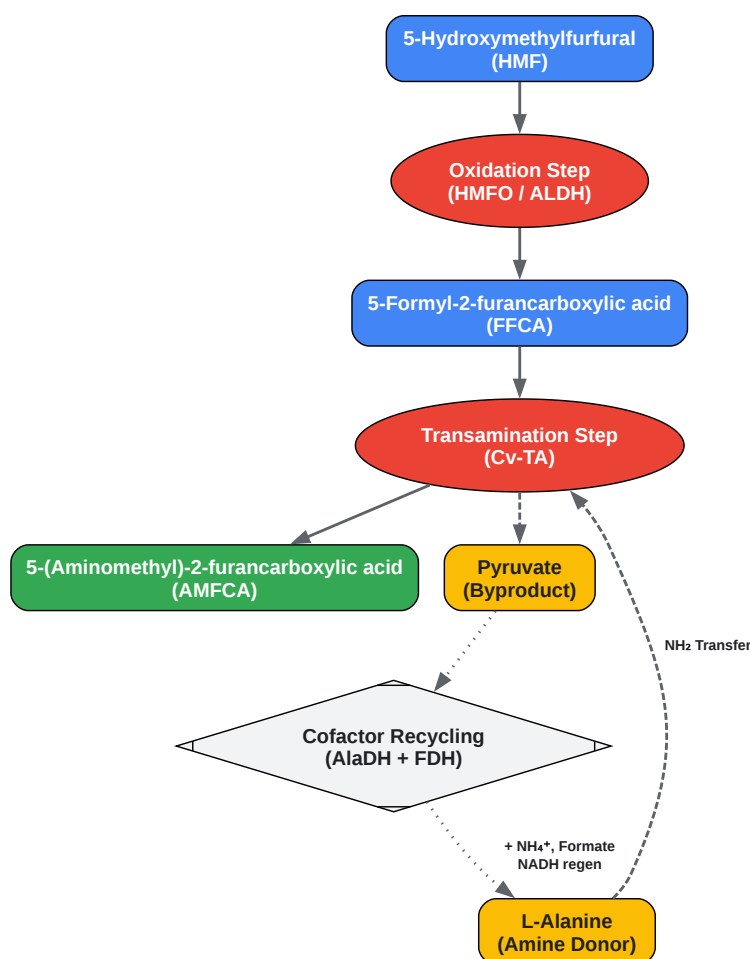 5-Hydroxymethylfurfural
(HMF)
Oxidation Step
(HMFO / ALDH)
5-Formyl-2-furancarboxylic acid
(FFCA)
Transamination Step
(Cv-TA)
5-(Aminomethyl)-2-furancarboxylic acid
(AMFCA)
Pyruvate
(Byproduct)
NH₂ Transfer
Cofactor Recycling
(AlaDH + FDH)
+ NH₄⁺, Formate
NADH regen
L-Alanine
(Amine Donor)